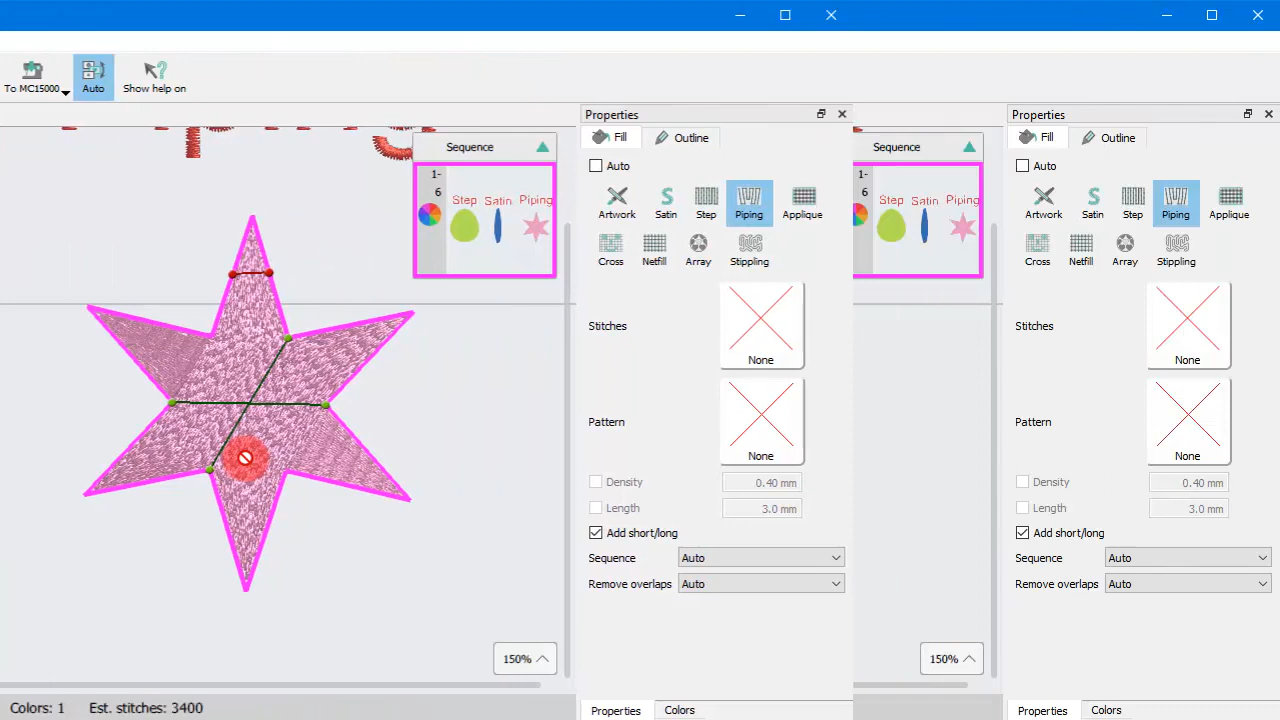 To MC15000 Auto Show help on
Properties
Fill Outline
Auto
Artwork Satin Step Piping Applique
Cross Netfill Array Stippling
Stitches
None
Pattern
None
Density 0.40 mm
Length 3.0 mm
Add short/long
Sequence Auto
Remove overlaps Auto
Properties Colors
Sequence
1-
6
Step Satin Piping
150%
Colors: 1 Est. stitches: 3400
Sequence
1-
6
Step Satin Piping
150%
Properties
Fill Outline
Auto
Artwork Satin Step Piping Applique
Cross Netfill Array Stippling
Stitches
None
Pattern
None
Density 0.40 mm
Length 3.0 mm
Add short/long
Sequence Auto
Remove overlaps Auto
Properties Colors